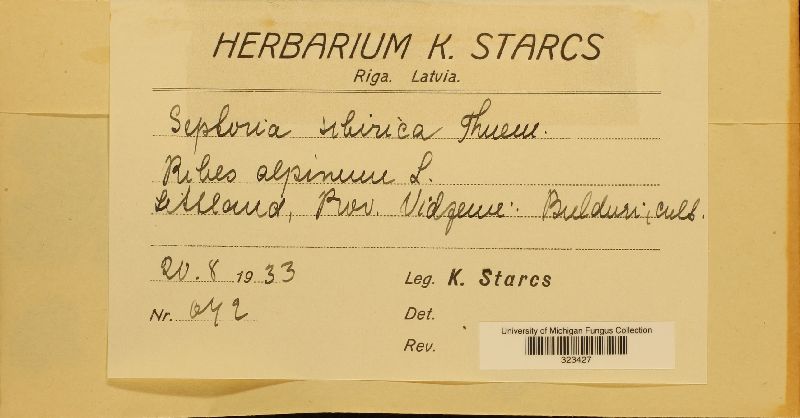 HERBARIUM K. STARCS
Riga. Latvia.
Septoria sibirica Thuem.
Ribes alpinum L.
Lettland, Prov Vidzeme: Bulduri, cult.
20.8 1933
Leg. K. Starcs
Nr.
Det.
Rev.
University of Michigan Fungus Collection
323427